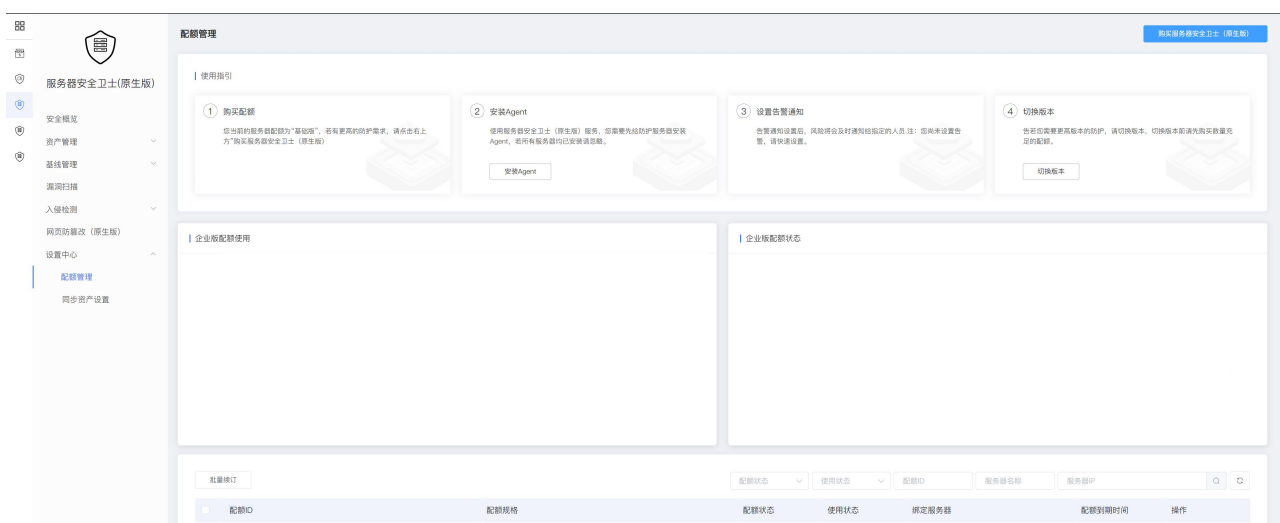 配额管理
购买服务器安全卫士（原生版）
服务器安全卫士(原生版)
安全概览
资产管理
基线管理
漏洞扫描
入侵检测
网页防篡改（原生版）
设置中心
配额管理
同步资产设置
使用指引
1 购买配额
您当前的服务器配额为“基础版”，若有更高的防护需求，请点击右上
方“购买服务器安全卫士（原生版）
2 安装Agent
使用服务器安全卫士（原生版）服务，您需要先给防护服务器安装
Agent，若所有服务器均已安装请忽略。
安装Agent
3 设置告警通知
告警通知设置后，风险将会及时通知给指定的人员.注：您尚未设置告
警，请快速设置。
4 切换版本
告若您需要更高版本的防护，请切换版本，切换版本前请先购买数量充
足的配额。
切换版本
企业版配额使用
企业版配额状态
批量续订
配额状态
使用状态
配额ID
服务器名称
服务器IP
配额ID 配额规格 配额状态 使用状态 绑定服务器 配额到期时间 操作